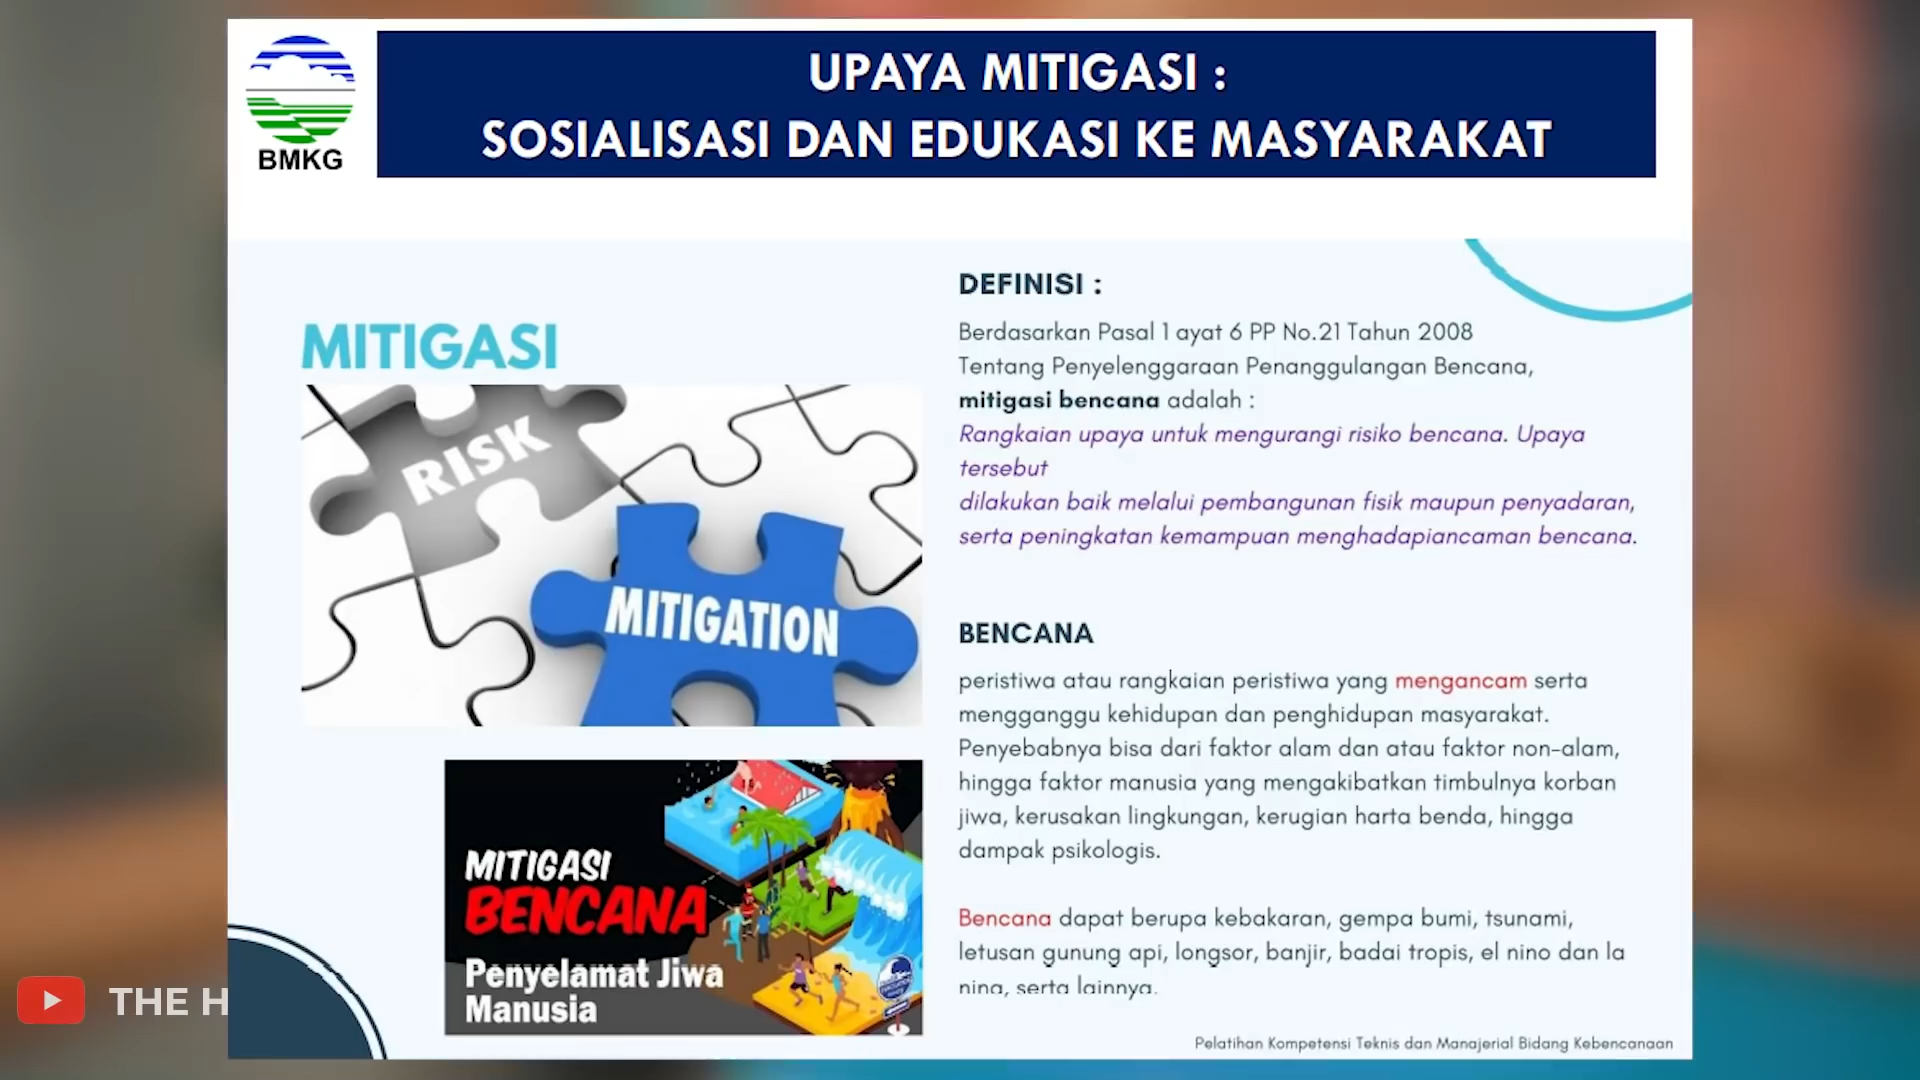 BMKG
UPAYA MITIGASI :
SOSIALISASI DAN EDUKASI KE MASYARAKAT
MITIGASI
RISK
MITIGATION
MITIGASI
BENCANA
Penyelamat Jiwa
Manusia
DEFINISI :
Berdasarkan Pasal 1 ayat 6 PP No.21 Tahun 2008
Tentang Penyelenggaraan Penanggulangan Bencana,
mitigasi bencana adalah :
Rangkaian upaya untuk mengurangi risiko bencana. Upaya
tersebut
dilakukan baik melalui pembangunan fisik maupun penyadaran,
serta peningkatan kemampuan menghadapiancaman bencana.
BENCANA
peristiwa atau rangkaian peristiwa yang mengancam serta
mengganggu kehidupan dan penghidupan masyarakat.
Penyebabnya bisa dari faktor alam dan atau faktor non-alam,
hingga faktor manusia yang mengakibatkan timbulnya korban
jiwa, kerusakan lingkungan, kerugian harta benda, hingga
dampak psikologis.
Bencana dapat berupa kebakaran, gempa bumi, tsunami,
letusan gunung api, longsor, banjir, badai tropis, el nino dan la
nina, serta lainnya.
Pelatihan Kompetensi Teknis dan Manajerial Bidang Kebencanaan
THE H